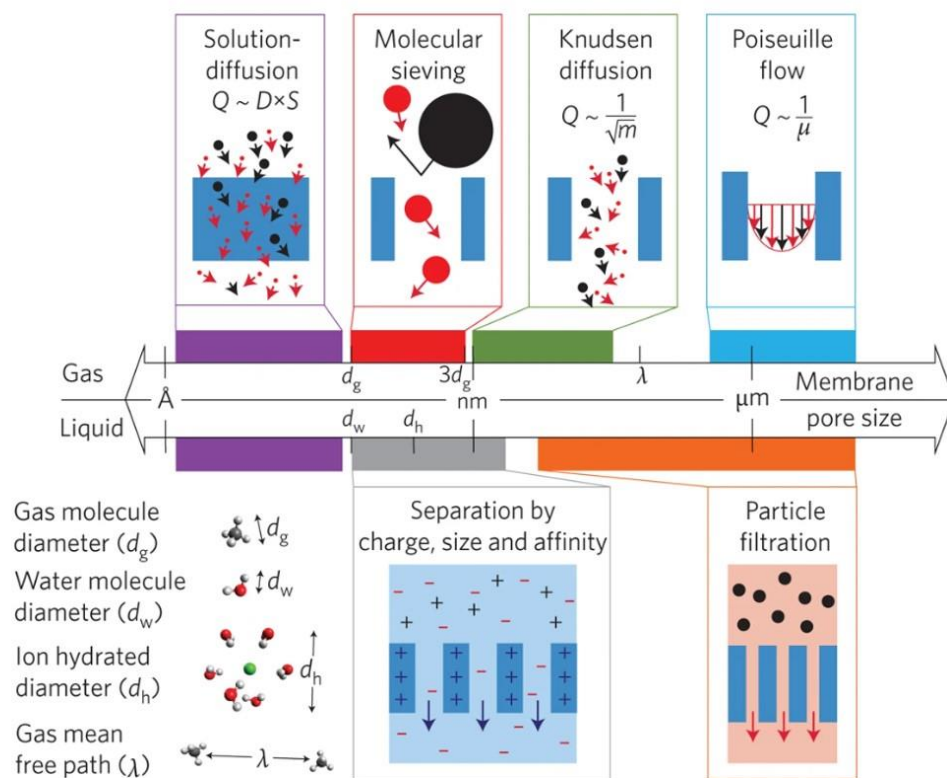 Solution-
diffusion
Q ~ D×S
Molecular
sieving
Knudsen
diffusion
Q ~ 1/√m
Poiseuille
flow
Q ~ 1/μ
Gas
Å
Liquid
d_g
3d_g
nm
λ
μm
Membrane
pore size
d_w
d_h
Gas molecule
diameter (d_g)
d_g
Water molecule
diameter (d_w)
d_w
Ion hydrated
diameter (d_h)
d_h
Gas mean
free path (λ)
λ
Separation by
charge, size and affinity
− + − +
− + − + −
+ − −
+ + + +
+ − + − + − +
+ + + +
− − − −
Particle
filtration